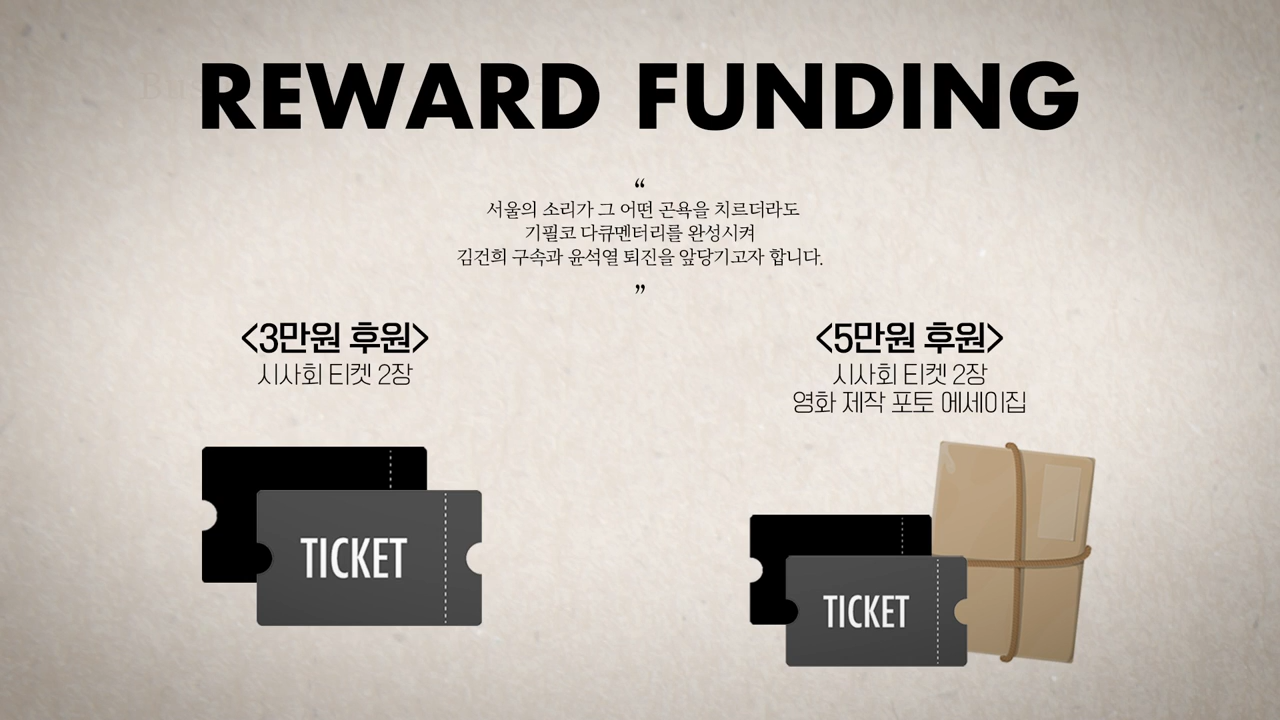 REWARD FUNDING
“
서울의 소리가 그 어떤 곤욕을 치르더라도
기필코 다큐멘터리를 완성시켜
김건희 구속과 윤석열 퇴진을 앞당기고자 합니다.
”
<3만원 후원>
시사회 티켓 2장
<5만원 후원>
시사회 티켓 2장
영화 제작 포토 에세이집
TICKET
TICKET